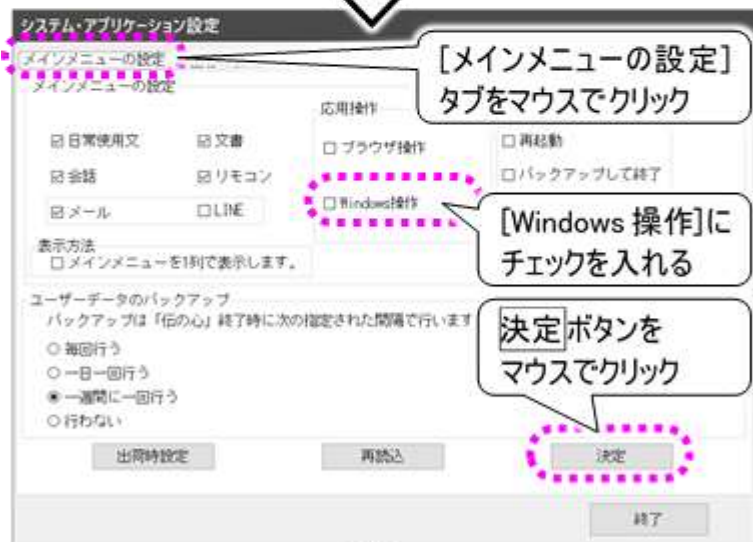 システム・アプリケーション設定
メインメニューの設定
[メインメニューの設定]
タブをマウスでクリック
メインメニューの設定
応用操作
☑日常使用文
☑文書
☐ブラウザ操作
☐再起動
☑会話
☑リモコン
☐バックアップして終了
☐Windows操作
☑メール
☐LINE
[Windows 操作]に
チェックを入れる
表示方法
☐メインメニューを1列で表示します。
ユーザーデータのバックアップ
バックアップは「伝の心」終了時に次の指定された間隔で行います
○毎回行う
○一日一回行う
◉一週間に一回行う
○行わない
決定ボタンを
マウスでクリック
出荷時設定
再読込
決定
終了